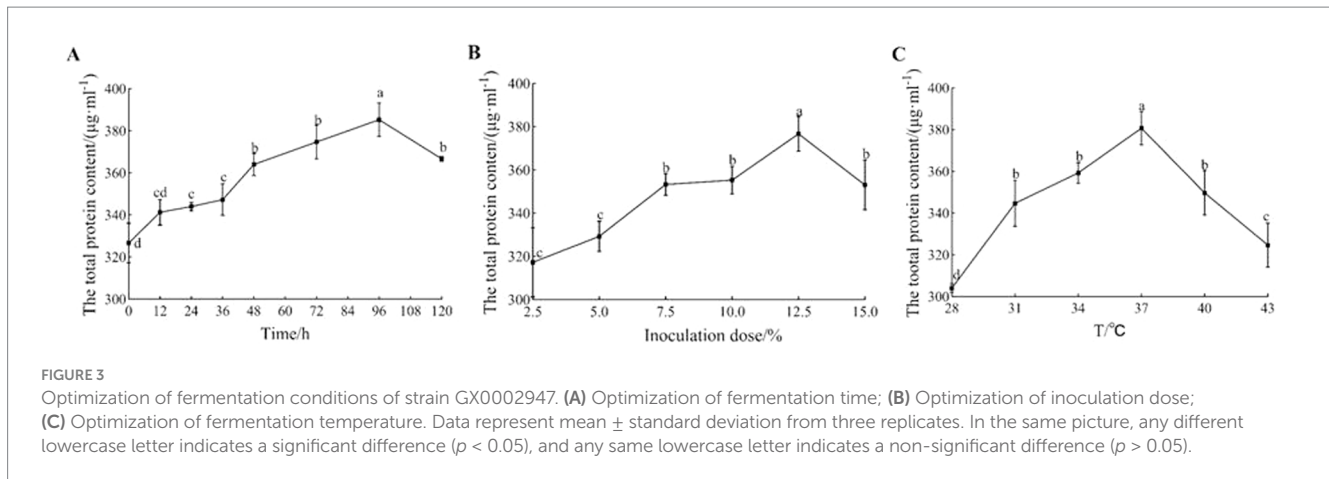 A
The total protein content/(μg·ml⁻¹)
400
380
360
340
320
300
0 12 24 36 48 60 72 84 96 108 120
Time/h
d
cd
c
c
b
b
a
b
B
The total protein conten/(μg·ml⁻¹)
400
380
360
340
320
300
2.5 5.0 7.5 10.0 12.5 15.0
Inoculation dose/%
c
c
b
b
a
b
C
The tootal protein content/(μg·ml⁻¹)
400
380
360
340
320
300
28 31 34 37 40 43
T/°C
d
b
b
a
b
c
FIGURE 3
Optimization of fermentation conditions of strain GX0002947. (A) Optimization of fermentation time; (B) Optimization of inoculation dose;
(C) Optimization of fermentation temperature. Data represent mean ± standard deviation from three replicates. In the same picture, any different
lowercase letter indicates a significant difference (p < 0.05), and any same lowercase letter indicates a non-significant difference (p > 0.05).